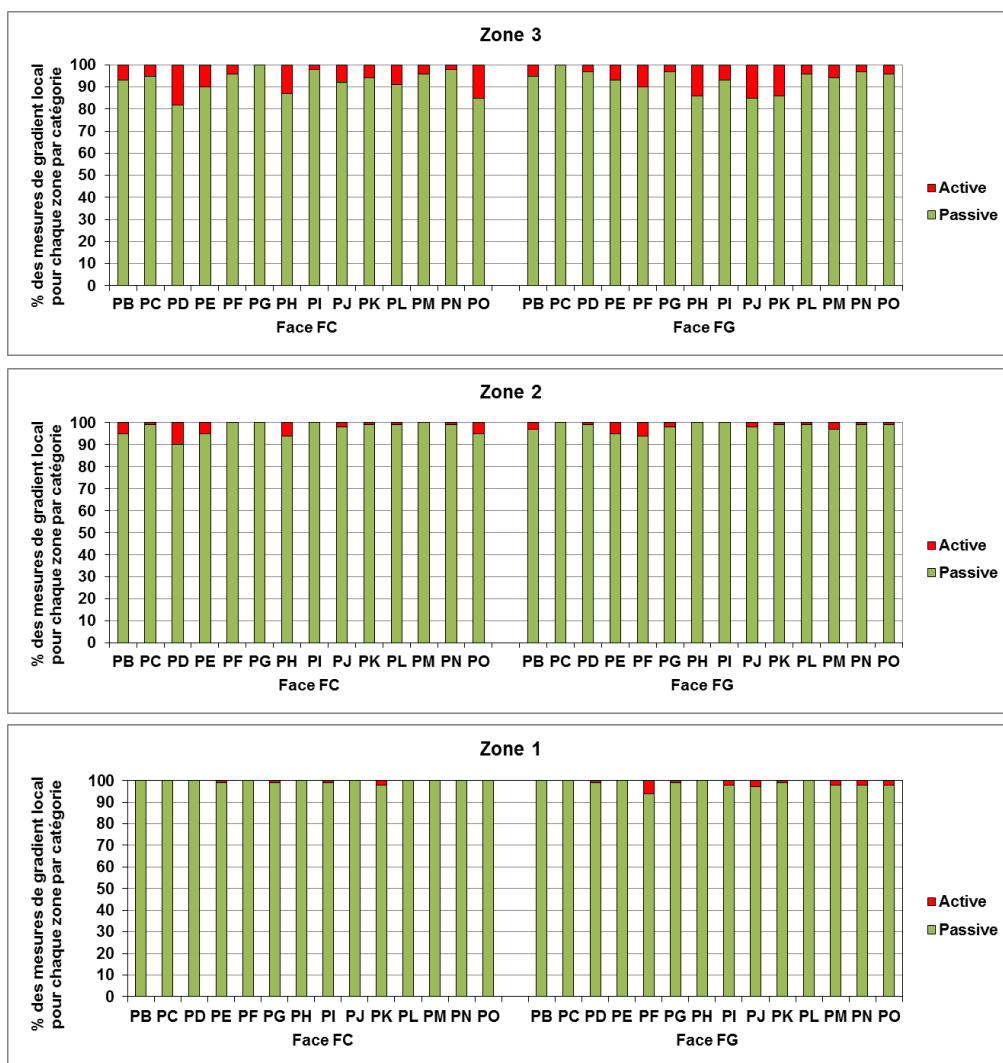 Zone 3
% des mesures de gradient local
pour chaque zone par catégorie
100
90
80
70
60
50
40
30
20
10
0
PB PC PD PE PF PG PH PI PJ PK PL PM PN PO PB PC PD PE PF PG PH PI PJ PK PL PM PN PO
Face FC Face FG
Active
Passive
Zone 2
% des mesures de gradient local
pour chaque zone par catégorie
100
90
80
70
60
50
40
30
20
10
0
PB PC PD PE PF PG PH PI PJ PK PL PM PN PO PB PC PD PE PF PG PH PI PJ PK PL PM PN PO
Face FC Face FG
Active
Passive
Zone 1
% des mesures de gradient local
pour chaque zone par catégorie
100
90
80
70
60
50
40
30
20
10
0
PB PC PD PE PF PG PH PI PJ PK PL PM PN PO PB PC PD PE PF PG PH PI PJ PK PL PM PN PO
Face FC Face FG
Active
Passive